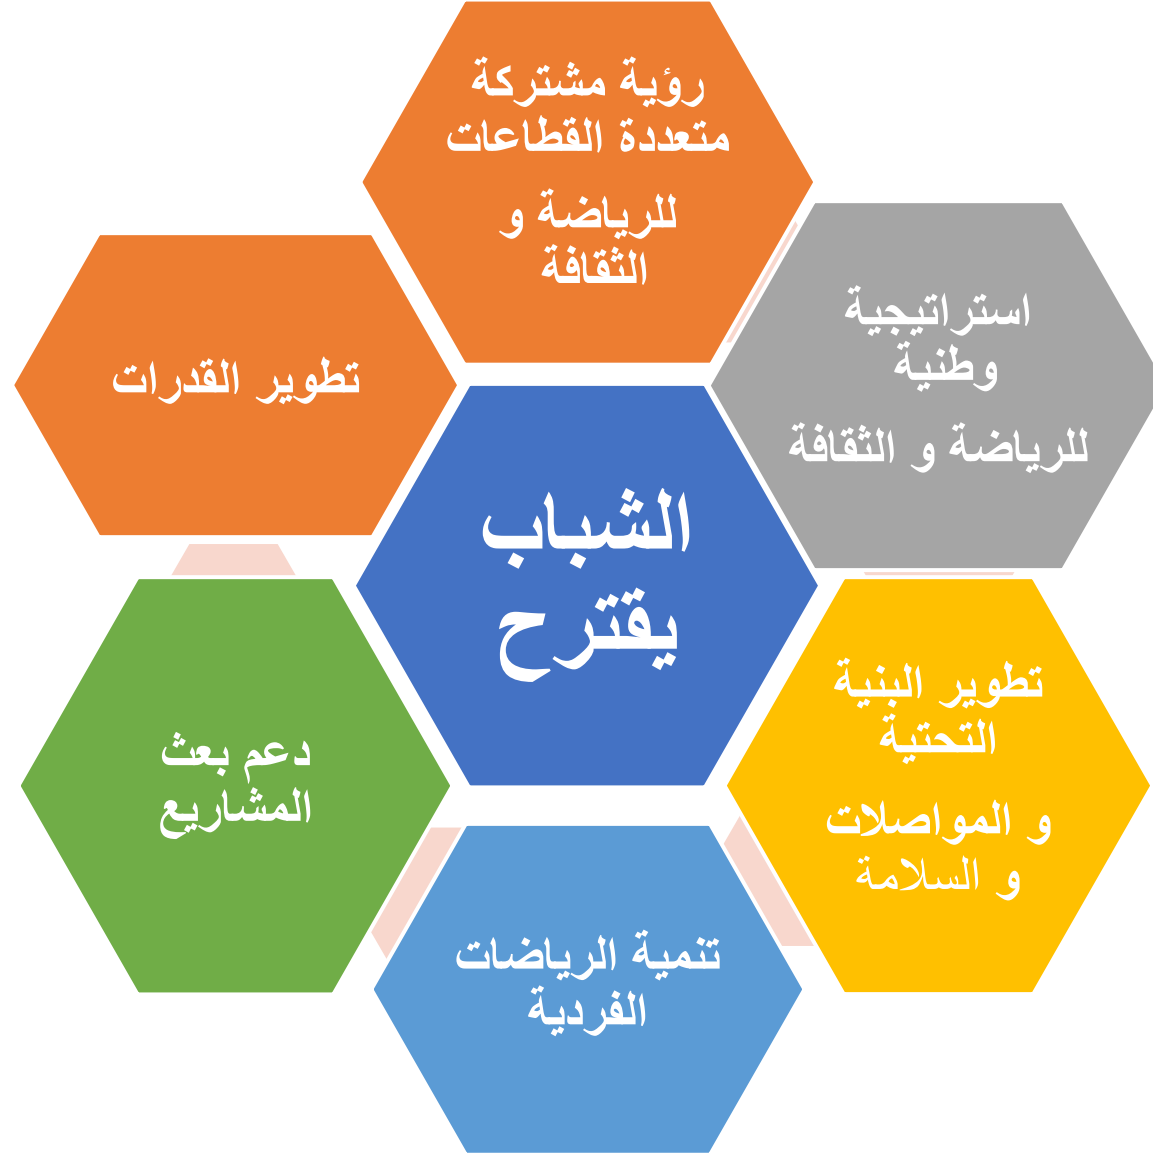 رؤية مشتركة
متعددة القطاعات
للرياضة و
الثقافة
استراتيجية
وطنية
للرياضة و الثقافة
تطوير القدرات
الشباب
يقترح
تطوير البنية
التحتية
و المواصلات
و السلامة
دعم بعث
المشاريع
تنمية الرياضات
الفردية